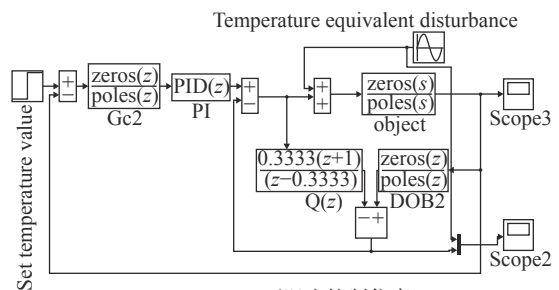 Temperature equivalent disturbance
Set temperature value
+
−
zeros(z)
poles(z)
Gc2
PID(z)
PI
+
−
+
+
zeros(s)
poles(s)
object
Scope3
0.3333(z+1)
(z−0.3333)
Q(z)
zeros(z)
poles(z)
DOB2
−+
Scope2